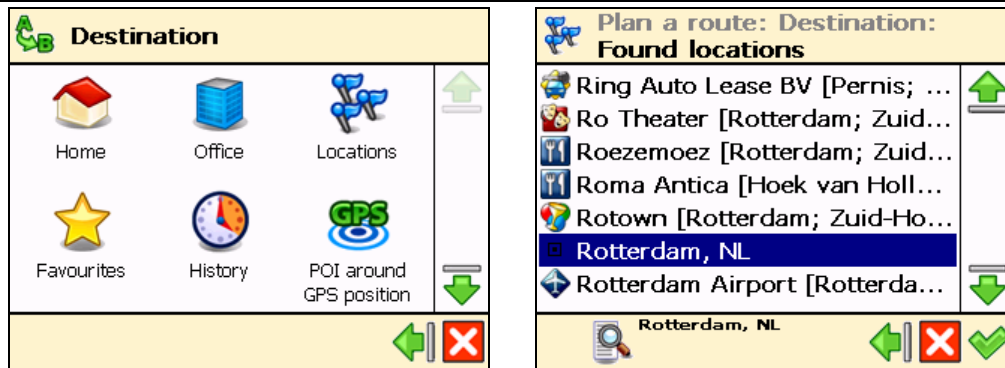 A
B
Destination
Home
Office
Locations
GPS
Favourites
History
POI around
GPS position
Plan a route: Destination:
Found locations
Ring Auto Lease BV [Pernis; ...
Ro Theater [Rotterdam; Zuid...
Roezemoez [Rotterdam; Zuid...
Roma Antica [Hoek van Holl...
Rotown [Rotterdam; Zuid-Ho...
Rotterdam, NL
Rotterdam Airport [Rotterda...
Rotterdam, NL